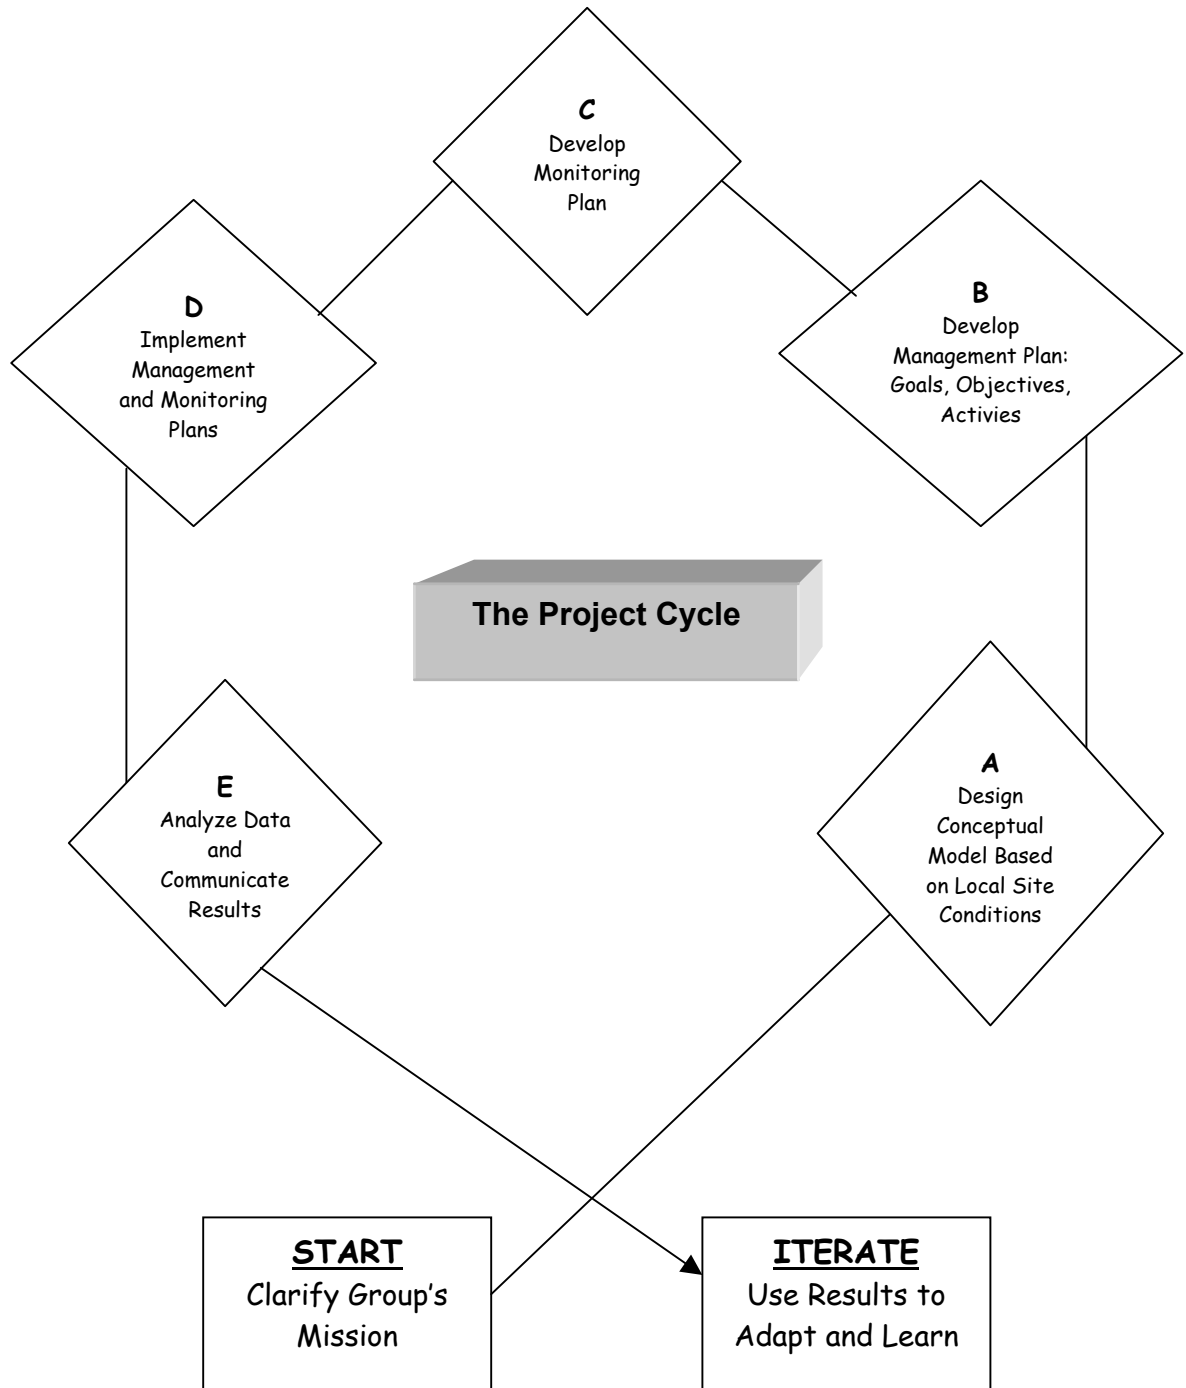 C
Develop
Monitoring
Plan
D
Implement
Management
and Monitoring
Plans
B
Develop
Management Plan:
Goals, Objectives,
Activies
The Project Cycle
E
Analyze Data
and
Communicate
Results
A
Design
Conceptual
Model Based
on Local Site
Conditions
START
Clarify Group's
Mission
ITERATE
Use Results to
Adapt and Learn